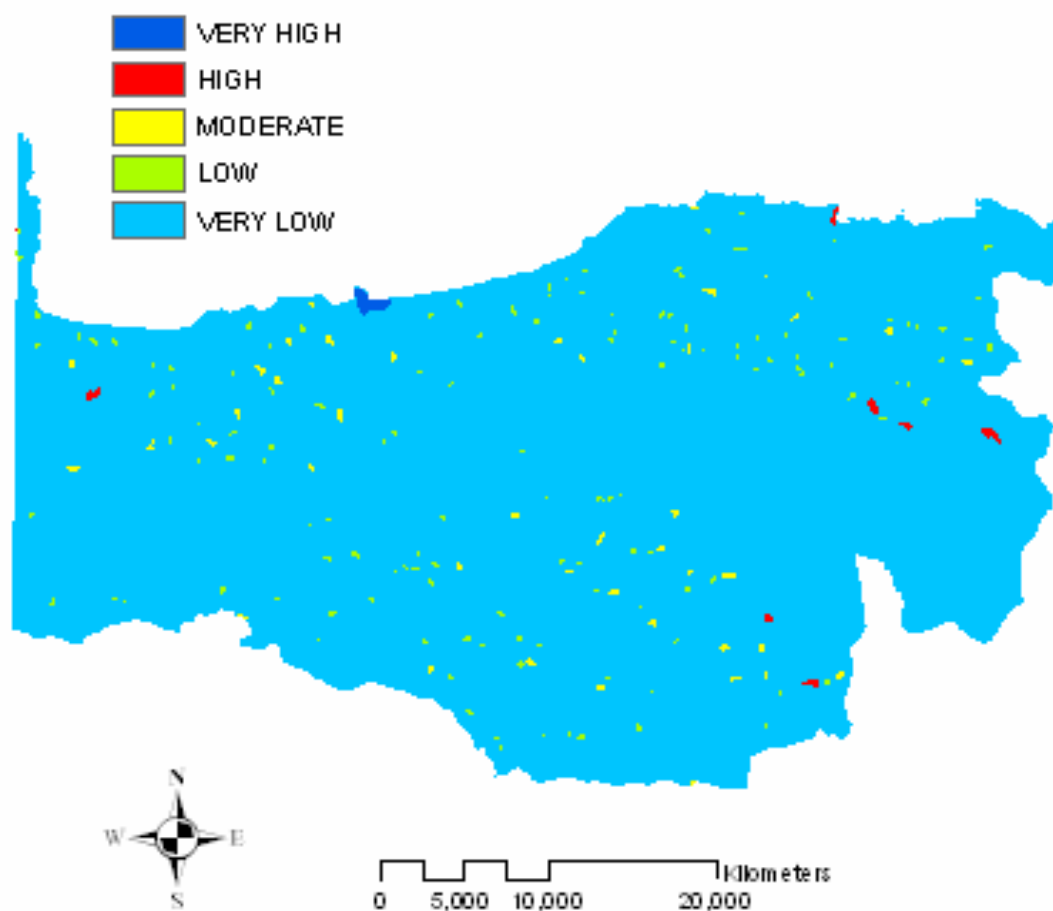 VERY HIGH
HIGH
MODERATE
LOW
VERY LOW
N
W E
S
Kilometers
0 5,000 10,000 20,000